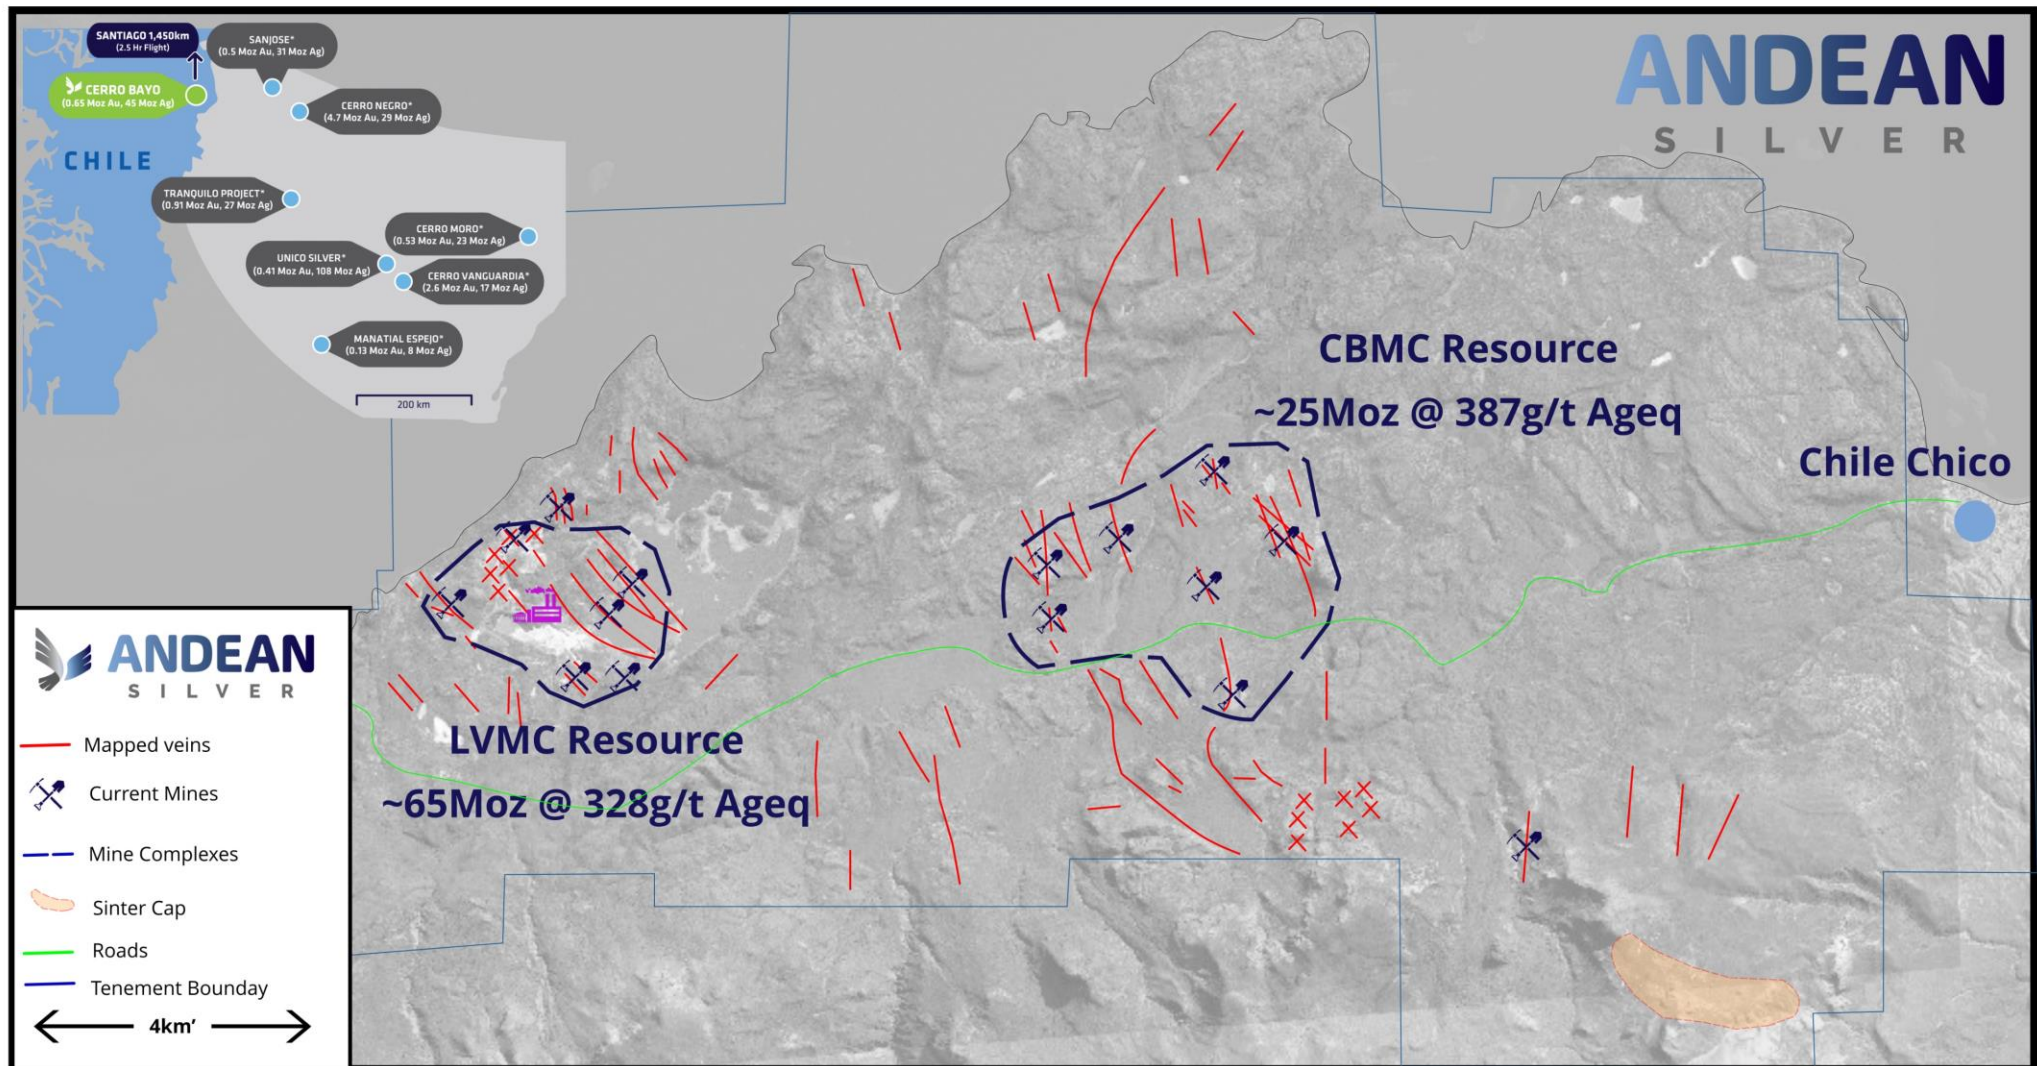 SANTIAGO 1,450km
(2.5 Hr Flight)
SANJOSE*
(0.5 Moz Au, 31 Moz Ag)
CERRO BAYO
(0.65 Moz Au, 45 Moz Ag)
CERRO NEGRO*
(4.7 Moz Au, 29 Moz Ag)
CHILE
TRANQUILO PROJECT*
(0.91 Moz Au, 27 Moz Ag)
CERRO MORO*
(0.53 Moz Au, 23 Moz Ag)
UNICO SILVER*
(0.41 Moz Au, 108 Moz Ag)
CERRO VANGUARDIA*
(2.6 Moz Au, 17 Moz Ag)
MANATIAL ESPEJO*
(0.13 Moz Au, 8 Moz Ag)
200 km
ANDEAN
SILVER
CBMC Resource
~25Moz @ 387g/t Ageq
Chile Chico
LVMC Resource
~65Moz @ 328g/t Ageq
ANDEAN
SILVER
Mapped veins
Current Mines
Mine Complexes
Sinter Cap
Roads
Tenement Bounday
4km'